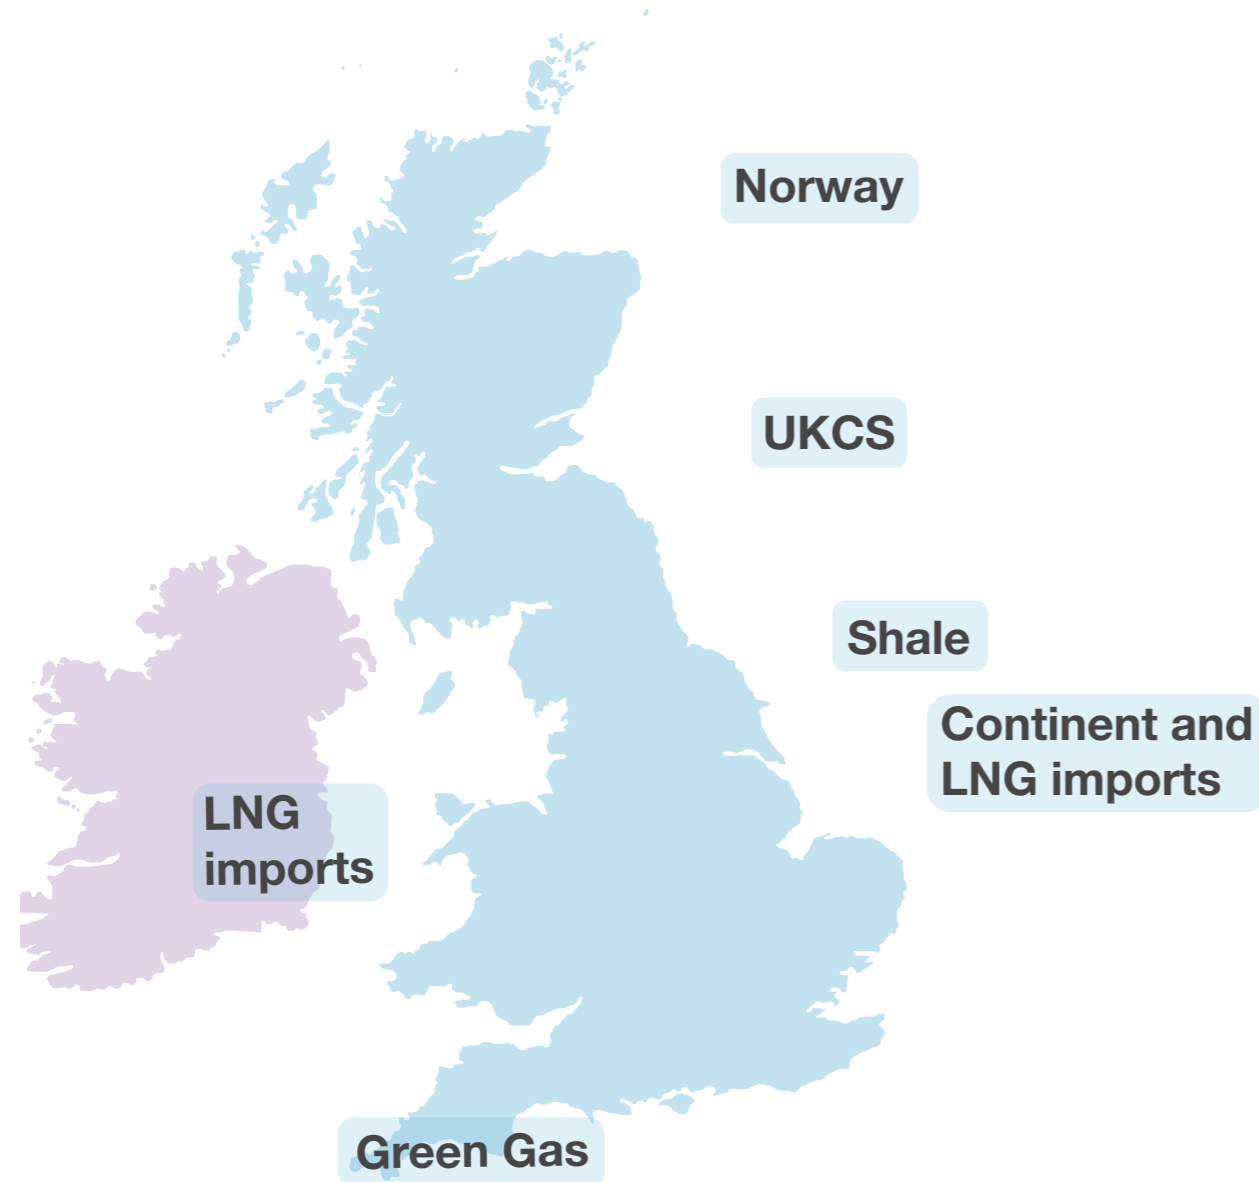 Norway
UKCS
Shale
Continent and
LNG imports
LNG
imports
Green Gas